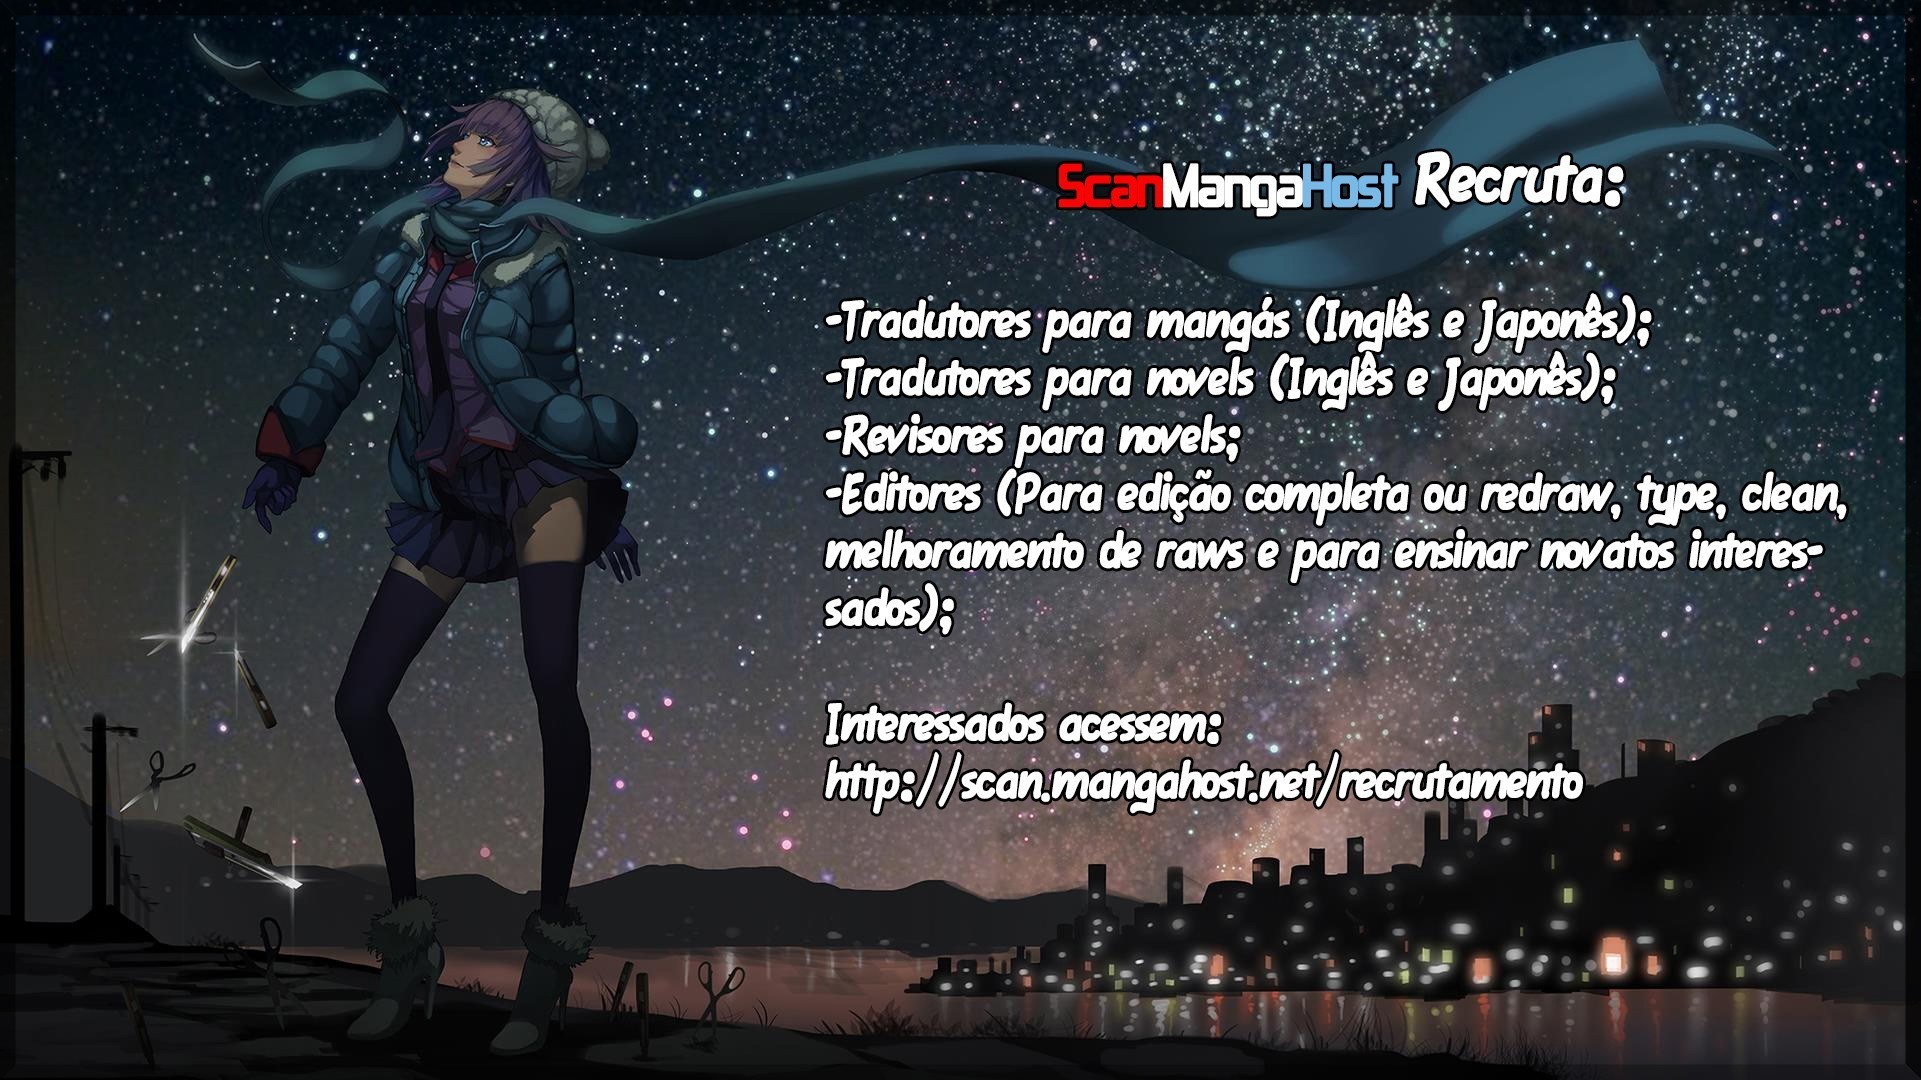 ScanMangaHost Recruta:
-Tradutores para mangás (Inglês e Japonês);
-Tradutores para novels (Inglês e Japonês);
-Revisores para novels;
-Editores (Para edição completa ou redraw, type, clean,
melhoramento de raws e para ensinar novatos interes-
sados);
Interessados acessem:
http://scan.mangahost.net/recrutamento